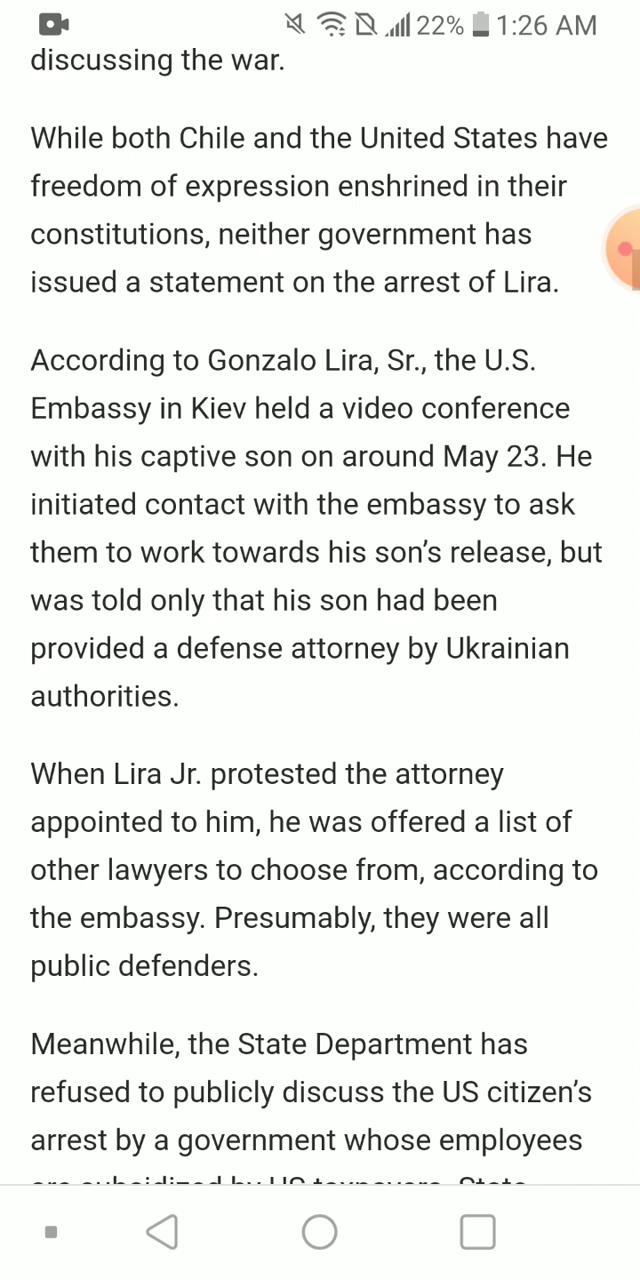 22% 1:26 AM
discussing the war.
While both Chile and the United States have
freedom of expression enshrined in their
constitutions, neither government has
issued a statement on the arrest of Lira.
According to Gonzalo Lira, Sr., the U.S.
Embassy in Kiev held a video conference
with his captive son on around May 23. He
initiated contact with the embassy to ask
them to work towards his son’s release, but
was told only that his son had been
provided a defense attorney by Ukrainian
authorities.
When Lira Jr. protested the attorney
appointed to him, he was offered a list of
other lawyers to choose from, according to
the embassy. Presumably, they were all
public defenders.
Meanwhile, the State Department has
refused to publicly discuss the US citizen’s
arrest by a government whose employees
are subsidized by US taxpayers. State